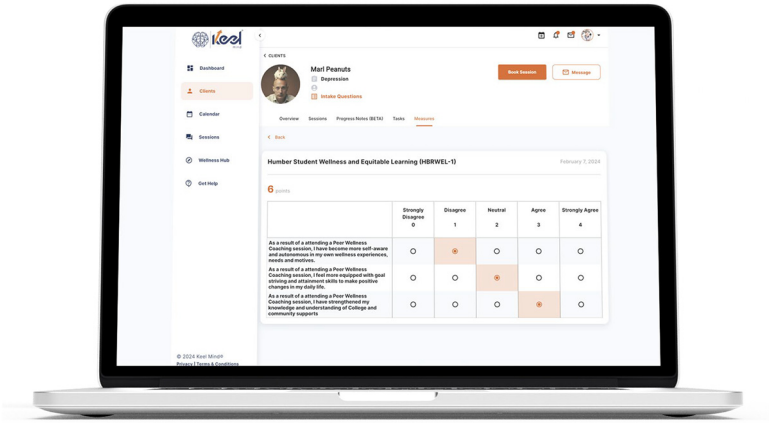 Keel
mind
Dashboard
Clients
Calendar
Sessions
Wellness Hub
Get Help
© 2024 Keel Mind®
Privacy | Terms & Conditions
CLIENTS
Marl Peanuts
Depression
Intake Questions
Book Session
Message
Overview
Sessions
Progress Notes (BETA)
Tasks
Measures
Back
Humber Student Wellness and Equitable Learning (HBRWEL-1)
February 7, 2024
6 points
Strongly
Disagree
0
Disagree
1
Neutral
2
Agree
3
Strongly Agree
4
As a result of a attending a Peer Wellness
Coaching session, I have become more self-aware
and autonomous in my own wellness experiences,
needs and motives.
As a result of a attending a Peer Wellness
Coaching session, I feel more equipped with goal
striving and attainment skills to make positive
changes in my daily life.
As a result of a attending a Peer Wellness
Coaching session, I have strengthened my
knowledge and understanding of College and
community supports